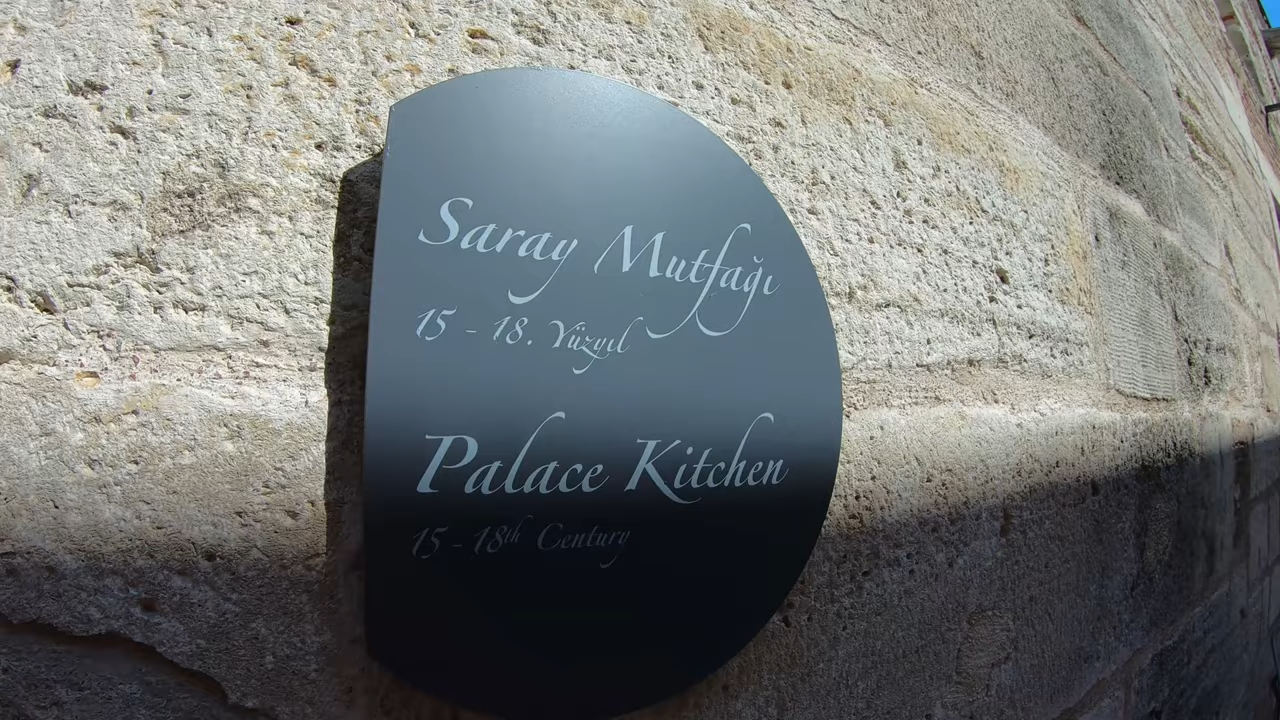 Saray Mutfağı
15 - 18. Yüzyıl
Palace Kitchen
15 - 18th Century